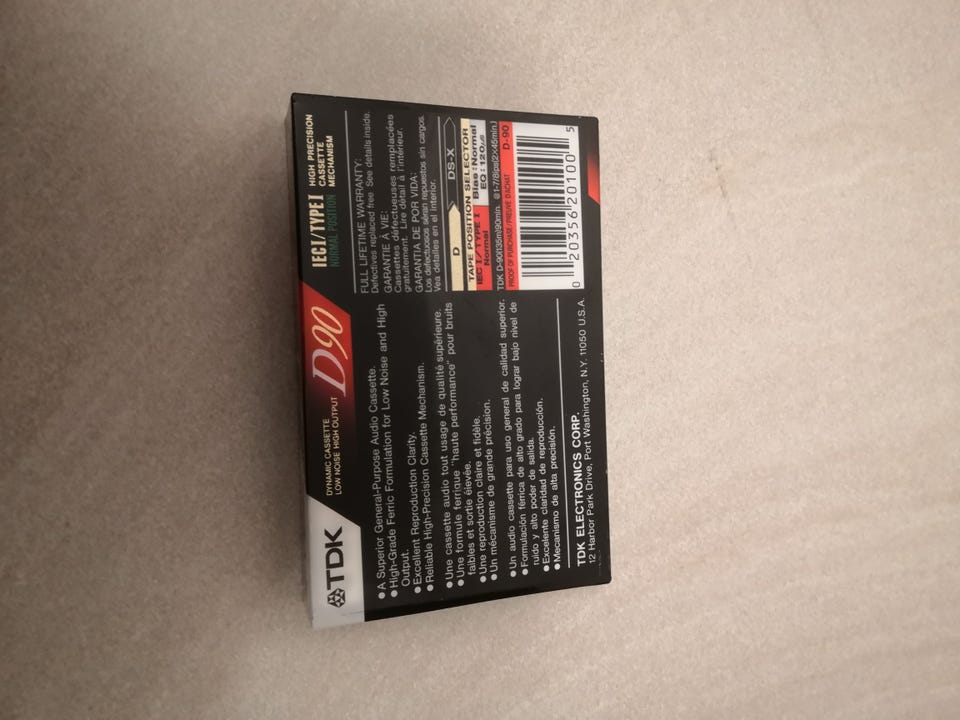 TDK
DYNAMIC CASSETTE
LOW NOISE HIGH OUTPUT
D90
IECI/TYPE I
NORMAL POSITION
HIGH PRECISION
CASSETTE
MECHANISM
● A Superior General-Purpose Audio Cassette.
● High-Grade Ferric Formulation for Low Noise and High
Output.
● Excellent Reproduction Clarity.
● Reliable High-Precision Cassette Mechanism.
● Une cassette audio tout usage de qualité supérieure.
● Une formule ferrique "haute performance" pour bruits
faibles et sortie élevée.
● Une reproduction claire et fidèle.
● Un mécanisme de grande précision.
● Un audio cassette para uso general de calidad superior.
● Formulación férrica de alto grado para lograr bajo nivel de
ruido y alto poder de salida.
● Excelente claridad de reproducción.
● Mecanismo de alta precisión.
TDK ELECTRONICS CORP.
12 Harbor Park Drive, Port Washington, N.Y. 11050 U.S.A.
FULL LIFETIME WARRANTY:
Defectives replaced free. See details inside.
GARANTIE À VIE:
Cassettes défectueuses remplacées
gratuitement. Lire détail à l'intérieur.
GARANTIA DE POR VIDA:
Los defectuosos serán repuestos sin cargos.
Vea detalles en el interior.
D DS-X
TAPE POSITION SELECTOR
IEC I/TYPE I
Normal
Bias:Normal
EQ:120μs
TDK D-90(135m)90min. @1-7/8ips(2×45min.)
PROOF OF PURCHASE/PREUVE D'ACHAT D-90
0 20356 20100 5